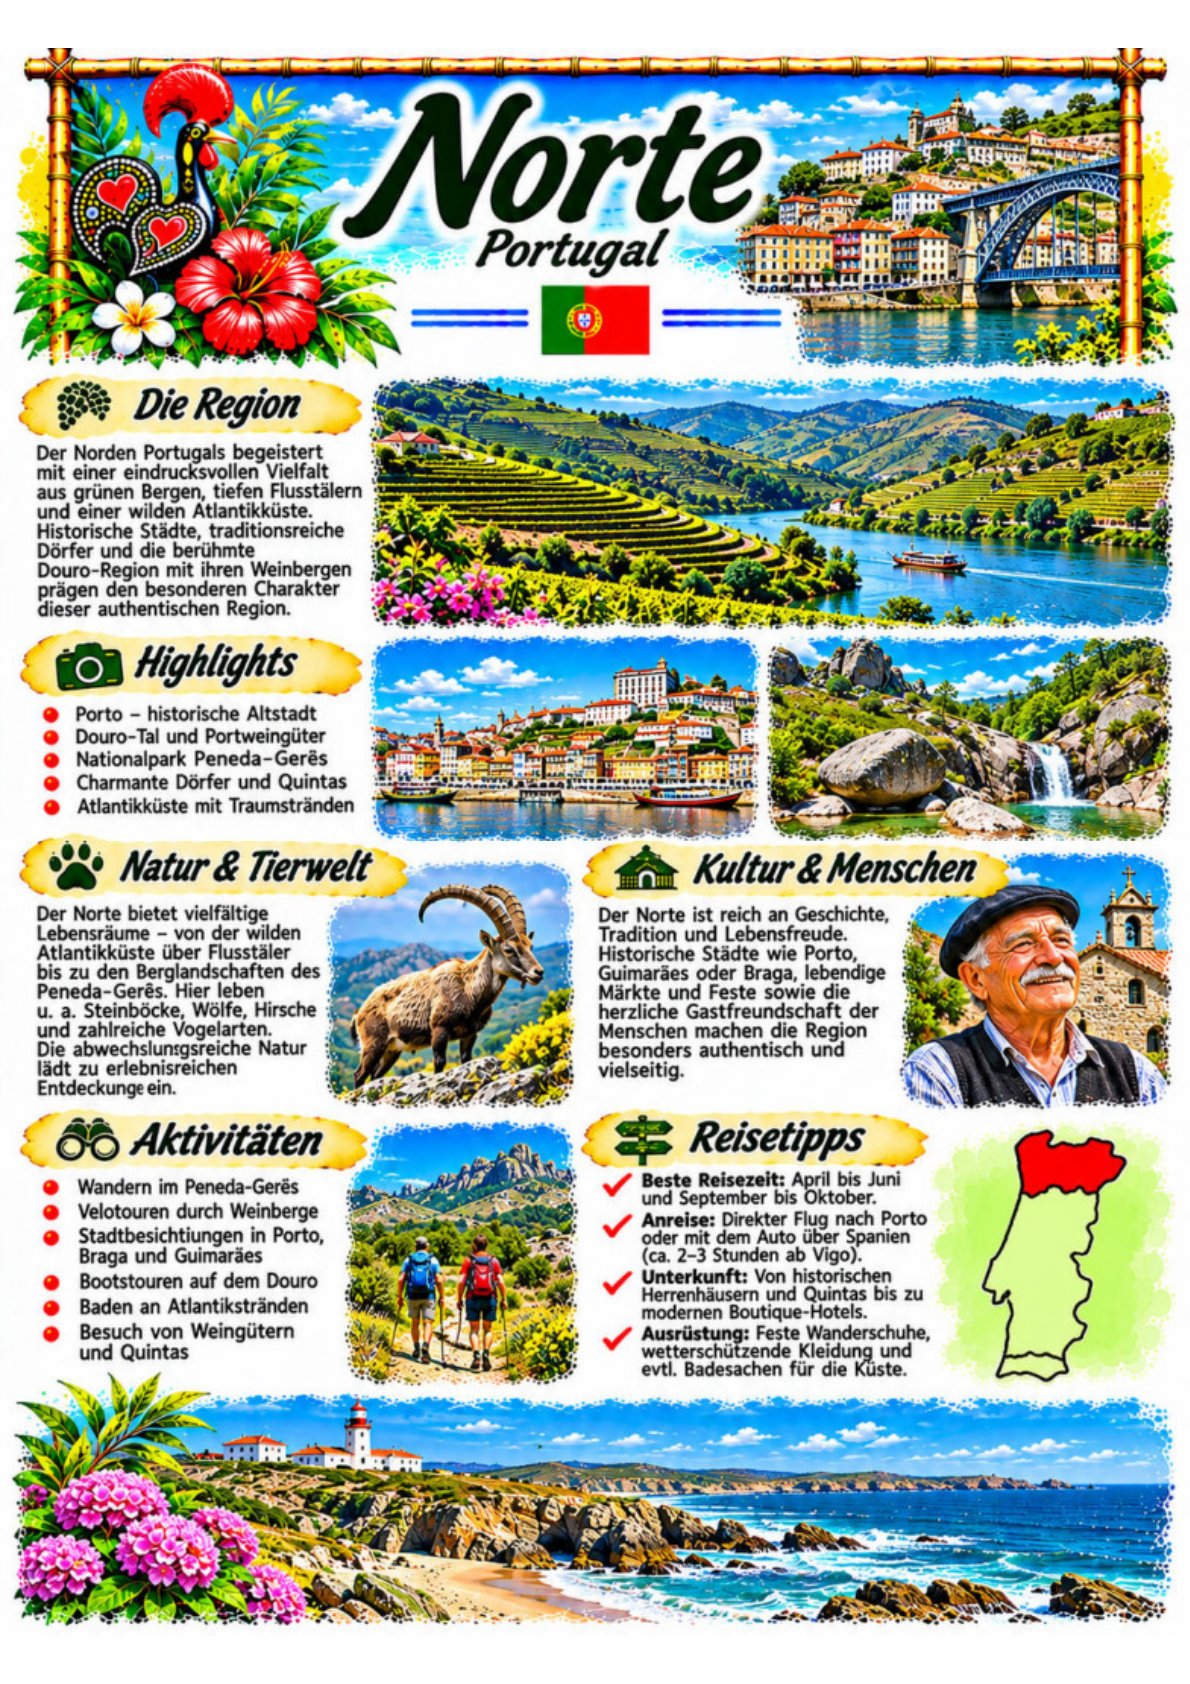 Norte
Portugal
Die Region
Der Norden Portugals begeistert
mit einer eindrucksvollen Vielfalt
aus grünen Bergen, tiefen Flusstälern
und einer wilden Atlantikküste.
Historische Städte, traditionsreiche
Dörfer und die berühmte
Douro-Region mit ihren Weinbergen
prägen den besonderen Charakter
dieser authentischen Region.
Highlights
Porto – historische Altstadt
Douro-Tal und Portweingüter
Nationalpark Peneda-Gerês
Charmante Dörfer und Quintas
Atlantikküste mit Traumstränden
Natur & Tierwelt
Der Norte bietet vielfältige
Lebensräume – von der wilden
Atlantikküste über Flusstäler
bis zu den Berglandschaften des
Peneda-Gerês. Hier leben
u. a. Steinböcke, Wölfe, Hirsche
und zahlreiche Vogelarten.
Die abwechslunsgsreiche Natur
lädt zu erlebnisreichen
Entdeckunge ein.
Kultur & Menschen
Der Norte ist reich an Geschichte,
Tradition und Lebensfreude.
Historische Städte wie Porto,
Guimarães oder Braga, lebendige
Märkte und Feste sowie die
herzliche Gastfreundschaft der
Menschen machen die Region
besonders authentisch und
vielseitig.
Aktivitäten
Wandern im Peneda-Gerês
Velotouren durch Weinberge
Stadtbesichtiungen in Porto,
Braga und Guimarães
Bootstouren auf dem Douro
Baden an Atlantikstränden
Besuch von Weingütern
und Quintas
Reisetipps
Beste Reisezeit: April bis Juni
und September bis Oktober.
Anreise: Direkter Flug nach Porto
oder mit dem Auto über Spanien
(ca. 2–3 Stunden ab Vigo).
Unterkunft: Von historischen
Herrenhäusern und Quintas bis zu
modernen Boutique-Hotels.
Ausrüstung: Feste Wanderschuhe,
wetterschützende Kleidung und
evtl. Badesachen für die Küste.